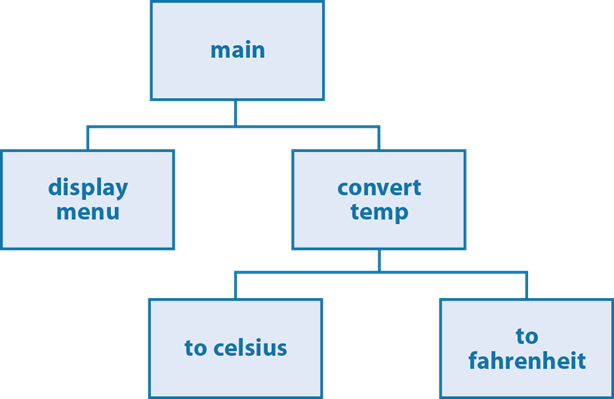 main
display
menu
convert
temp
to celsius
to
fahrenheit